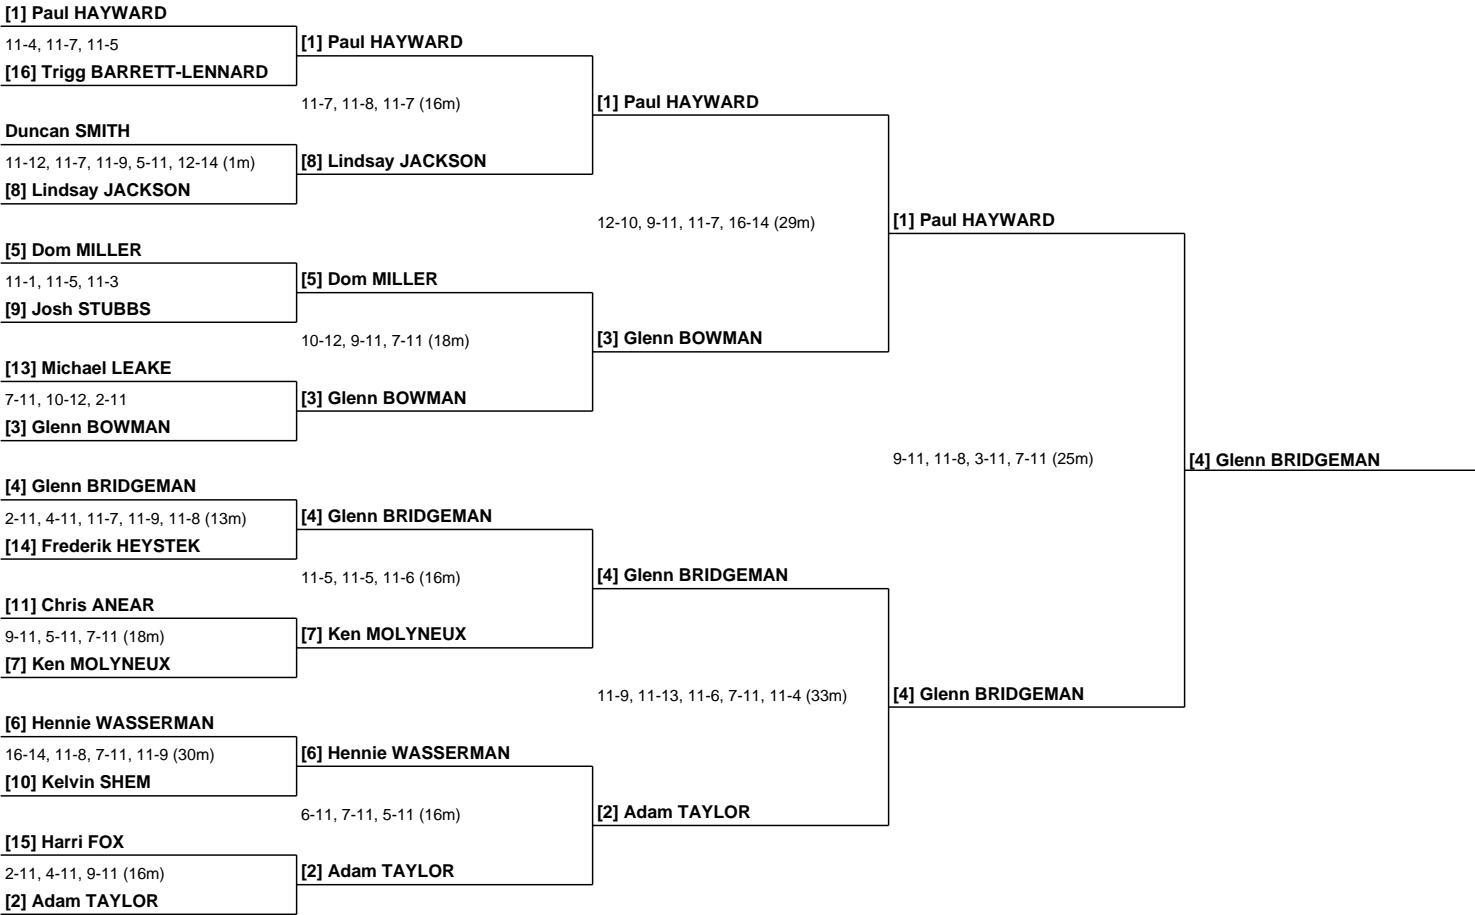 [1] Paul HAYWARD
11-4, 11-7, 11-5
[16] Trigg BARRETT-LENNARD
Duncan SMITH
11-12, 11-7, 11-9, 5-11, 12-14 (1m)
[8] Lindsay JACKSON
[5] Dom MILLER
11-1, 11-5, 11-3
[9] Josh STUBBS
[13] Michael LEAKE
7-11, 10-12, 2-11
[3] Glenn BOWMAN
[4] Glenn BRIDGEMAN
2-11, 4-11, 11-7, 11-9, 11-8 (13m)
[14] Frederik HEYSTEK
[11] Chris ANEAR
9-11, 5-11, 7-11 (18m)
[7] Ken MOLYNEUX
[6] Hennie WASSERMAN
16-14, 11-8, 7-11, 11-9 (30m)
[10] Kelvin SHEM
[15] Harri FOX
2-11, 4-11, 9-11 (16m)
[2] Adam TAYLOR
[1] Paul HAYWARD
11-7, 11-8, 11-7 (16m)
[8] Lindsay JACKSON
[5] Dom MILLER
10-12, 9-11, 7-11 (18m)
[3] Glenn BOWMAN
[4] Glenn BRIDGEMAN
11-5, 11-5, 11-6 (16m)
[7] Ken MOLYNEUX
[6] Hennie WASSERMAN
6-11, 7-11, 5-11 (16m)
[2] Adam TAYLOR
[1] Paul HAYWARD
12-10, 9-11, 11-7, 16-14 (29m)
[3] Glenn BOWMAN
[4] Glenn BRIDGEMAN
11-9, 11-13, 11-6, 7-11, 11-4 (33m)
[2] Adam TAYLOR
[1] Paul HAYWARD
9-11, 11-8, 3-11, 7-11 (25m)
[4] Glenn BRIDGEMAN
[4] Glenn BRIDGEMAN